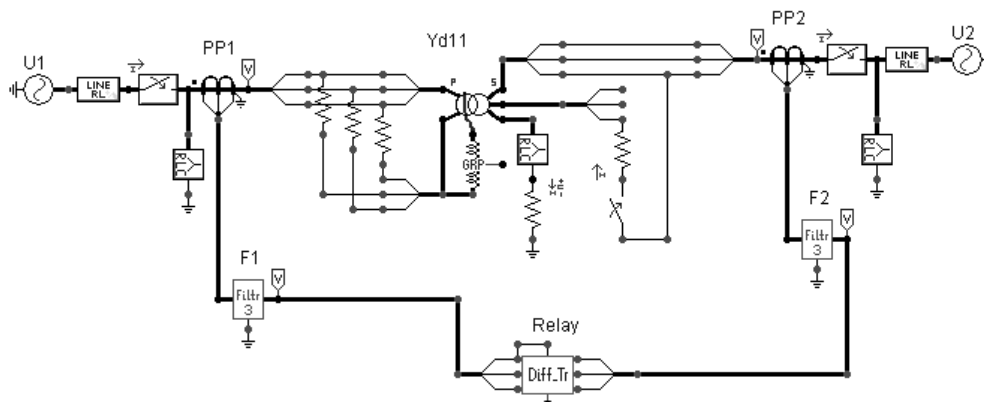 PP1
PP2
Yd11
U1
U2
LINE
RL
LINE
RL
V
V
P
S
RLC
GRP
RLC
RLC
F1
F2
V
V
Filtr
3
Filtr
3
Relay
Diff_Tr